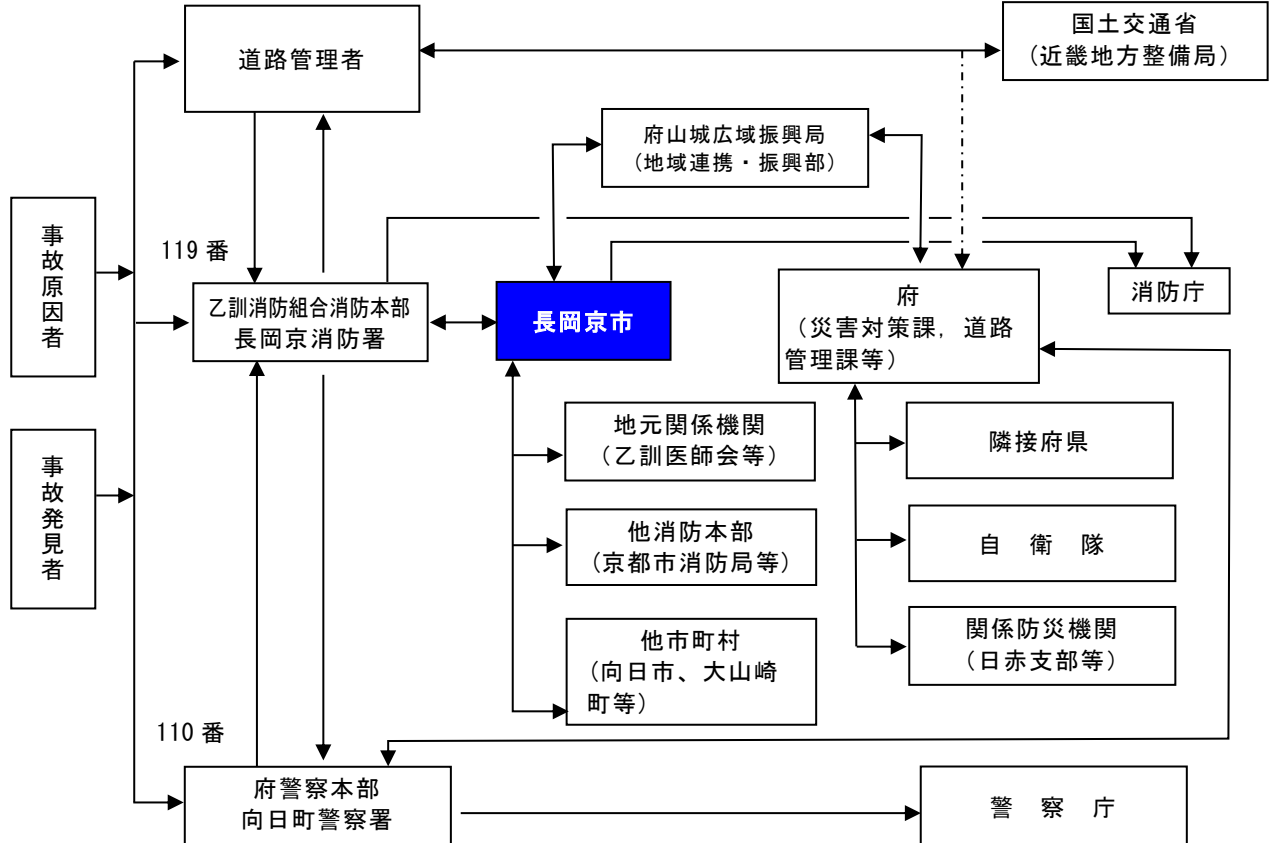 道路管理者
国土交通省
（近畿地方整備局）
府山城広域振興局
（地域連携・振興部）
事故原因者
119 番
乙訓消防組合消防本部
長岡京消防署
長岡京市
府
（災害対策課，道路
管理課等）
消防庁
地元関係機関
（乙訓医師会等）
隣接府県
事故発見者
他消防本部
（京都市消防局等）
自　衛　隊
他市町村
（向日市、大山崎
町等）
関係防災機関
（日赤支部等）
110 番
府警察本部
向日町警察署
警　察　庁